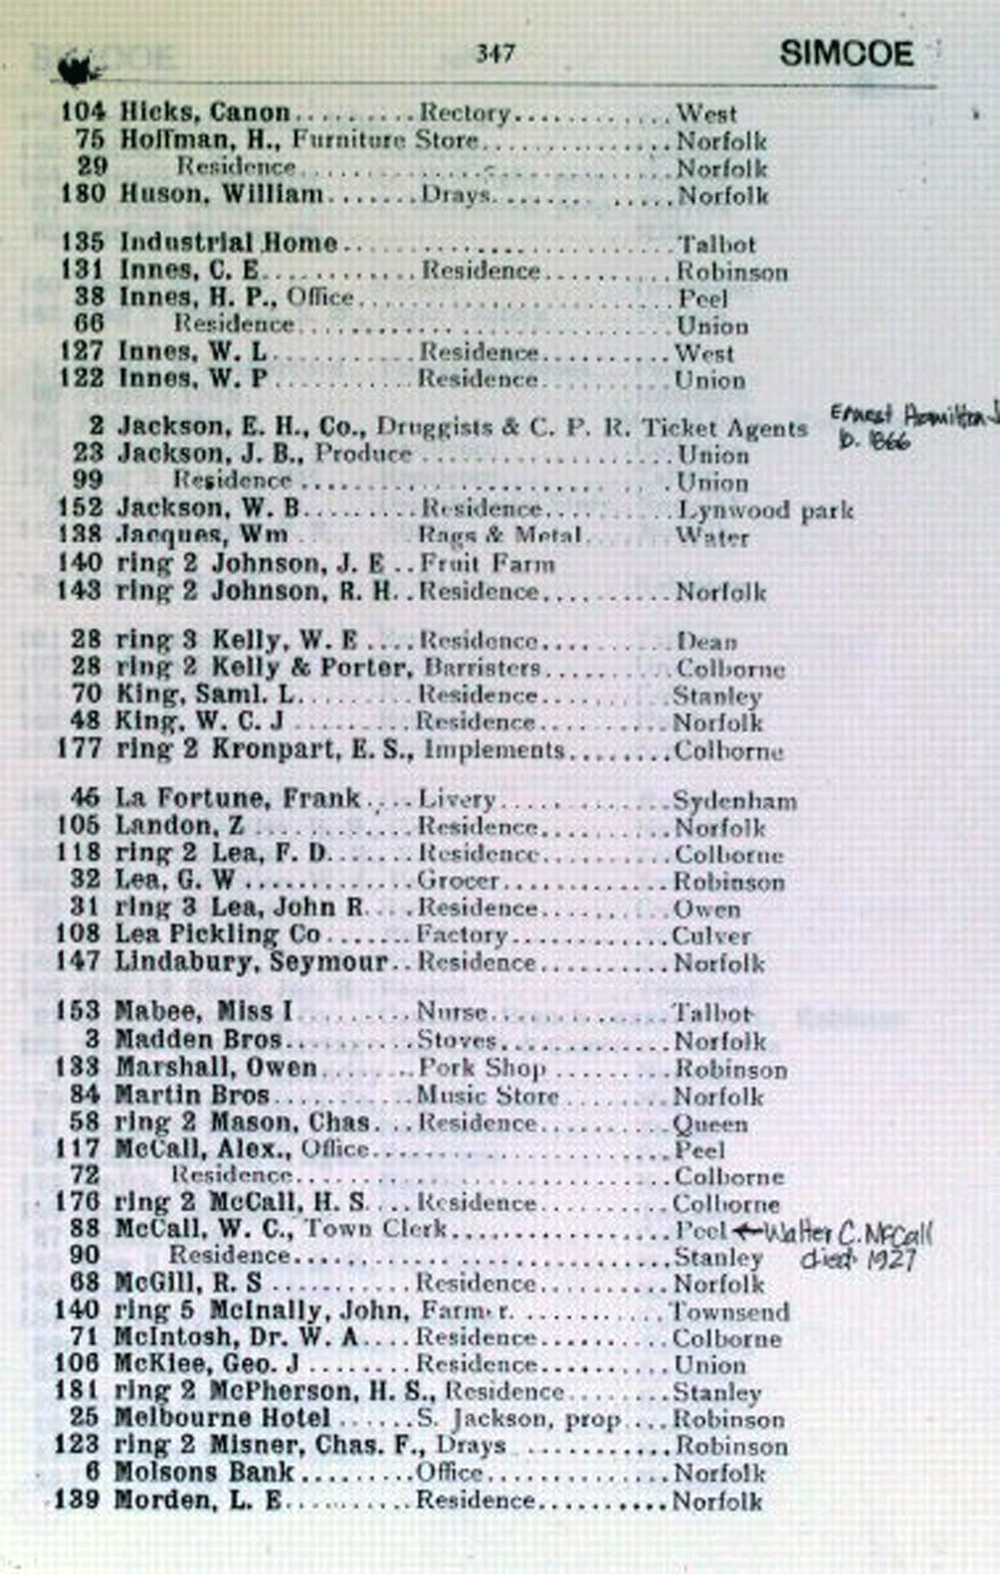 347 SIMCOE
104 Hicks, Canon..........Rectory............West
75 Hoffman, H., Furniture Store..............Norfolk
29 Residence..............................Norfolk
180 Huson, William.......Drays........ .....Norfolk
135 Industrial Home..........................Talbot
131 Innes, C. E............Residence..........Robinson
38 Innes, H. P., Office........................Peel
66 Residence..............................Union
127 Innes, W. L...........Residence..........West
122 Innes, W. P...........Residence..........Union
2 Jackson, E. H., Co., Druggists & C. P. R. Ticket Agents Ernest Hamilton J
b. 1866
23 Jackson, J. B., Produce ...................Union
99 Residence ..............................Union
152 Jackson, W. B.........Residence..........Lynwood park
138 Jacques, Wm ..........Rags & Metal.......Water
140 ring 2 Johnson, J. E ..Fruit Farm
143 ring 2 Johnson, R. H..Residence..........Norfolk
28 ring 3 Kelly, W. E ....Residence..........Dean
28 ring 2 Kelly & Porter, Barristers..........Colborne
70 King, Saml. L.........Residence..........Stanley
48 King, W. C. J .........Residence..........Norfolk
177 ring 2 Kronpart, E. S., Implements........Colborne
46 La Fortune, Frank.....Livery.............Sydenham
105 Landon, Z ............Residence..........Norfolk
118 ring 2 Lea, F. D.......Residence..........Colborne
32 Lea, G. W .............Grocer.............Robinson
31 ring 3 Lea, John R.....Residence..........Owen
108 Lea Pickling Co.......Factory............Culver
147 Lindabury, Seymour..Residence..........Norfolk
153 Mabee, Miss I.........Nurse..............Talbot
3 Madden Bros..........Stoves.............Norfolk
133 Marshall, Owen........Pork Shop .........Robinson
84 Martin Bros...........Music Store ........Norfolk
58 ring 2 Mason, Chas....Residence..........Queen
117 McCall, Alex., Office.......................Peel
72 Residence..............................Colborne
176 ring 2 McCall, H. S.....Residence..........Colborne
88 McCall, W. C., Town Clerk.................Peel ←Walter C. McCall
90 Residence..............................Stanley died 1927
68 McGill, R. S ...........Residence..........Norfolk
140 ring 5 McInally, John, Farmer. ............Townsend
71 McIntosh, Dr. W. A....Residence..........Colborne
106 McKiee, Geo. J ........Residence..........Union
181 ring 2 McPherson, H. S., Residence........Stanley
25 Melbourne Hotel ......S. Jackson, prop....Robinson
123 ring 2 Misner, Chas. F., Drays ............Robinson
6 Molsons Bank..........Office..............Norfolk
139 Morden, L. E...........Residence..........Norfolk